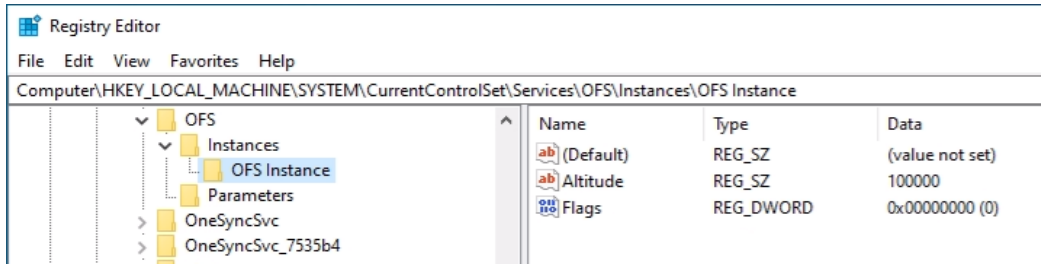 Registry Editor
File Edit View Favorites Help
Computer\HKEY_LOCAL_MACHINE\SYSTEM\CurrentControlSet\Services\OFS\Instances\OFS Instance
OFS
Instances
OFS Instance
Parameters
OneSyncSvc
OneSyncSvc_7535b4
Name Type Data
(Default) REG_SZ (value not set)
Altitude REG_SZ 100000
Flags REG_DWORD 0x00000000 (0)